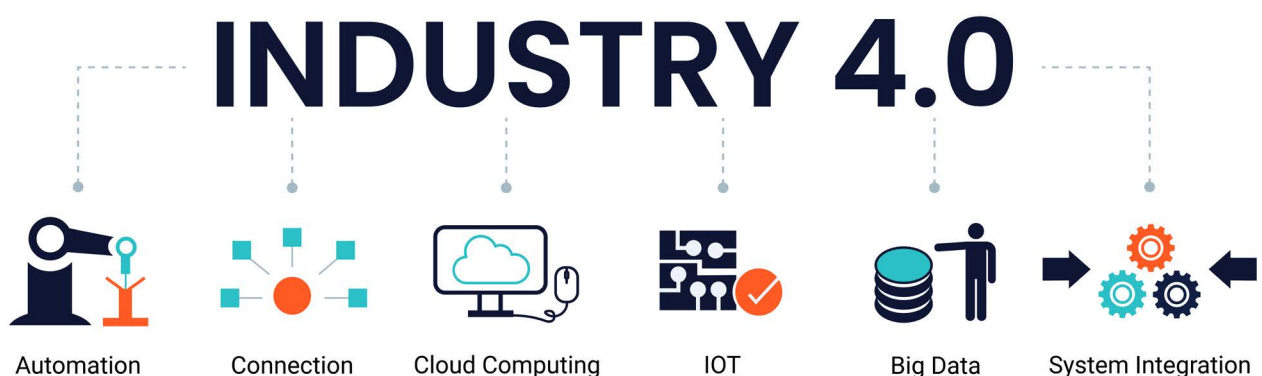 INDUSTRY 4.0
Automation
Connection
Cloud Computing
IOT
Big Data
System Integration